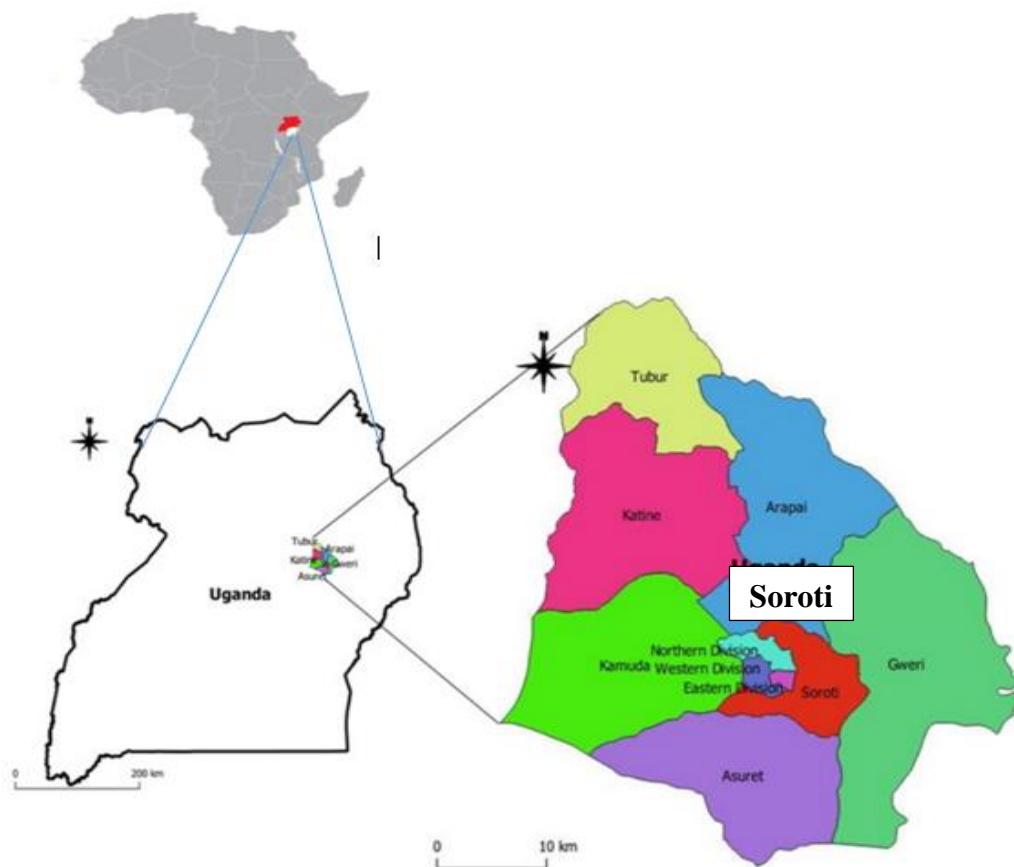 N
N
Tubur
Arapai
Katine
Gweri
Asuret
Uganda
0 200 km
Tubur
Katine
Arapai
Uganda
Soroti
Northern Division
Kamuda
Western Division
Gweri
Eastern Division
Soroti
Asuret
0 10 km